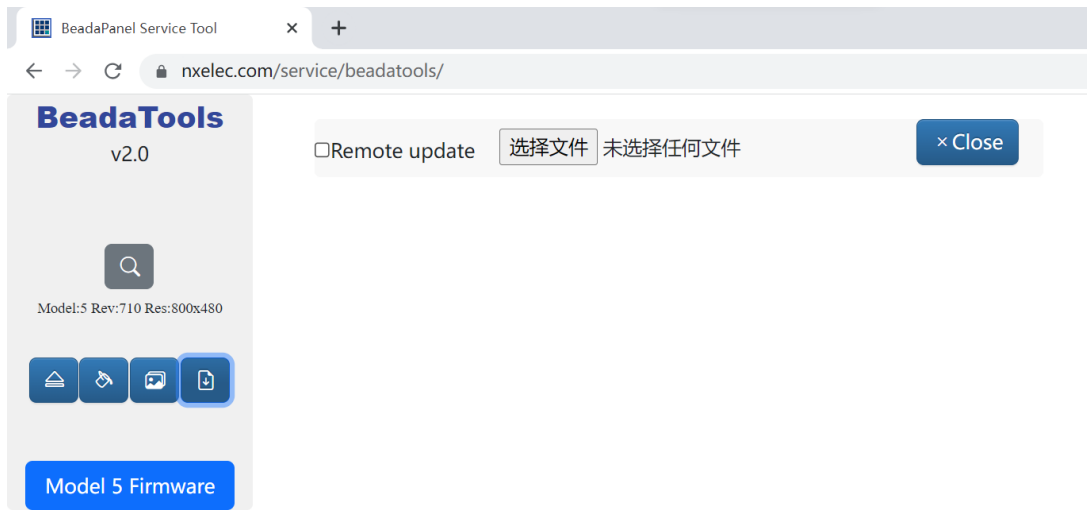 BeadaPanel Service Tool
nxelec.com/service/beadatools/
BeadaTools
v2.0
Remote update 选择文件 未选择任何文件 × Close
Model:5 Rev:710 Res:800x480
Model 5 Firmware